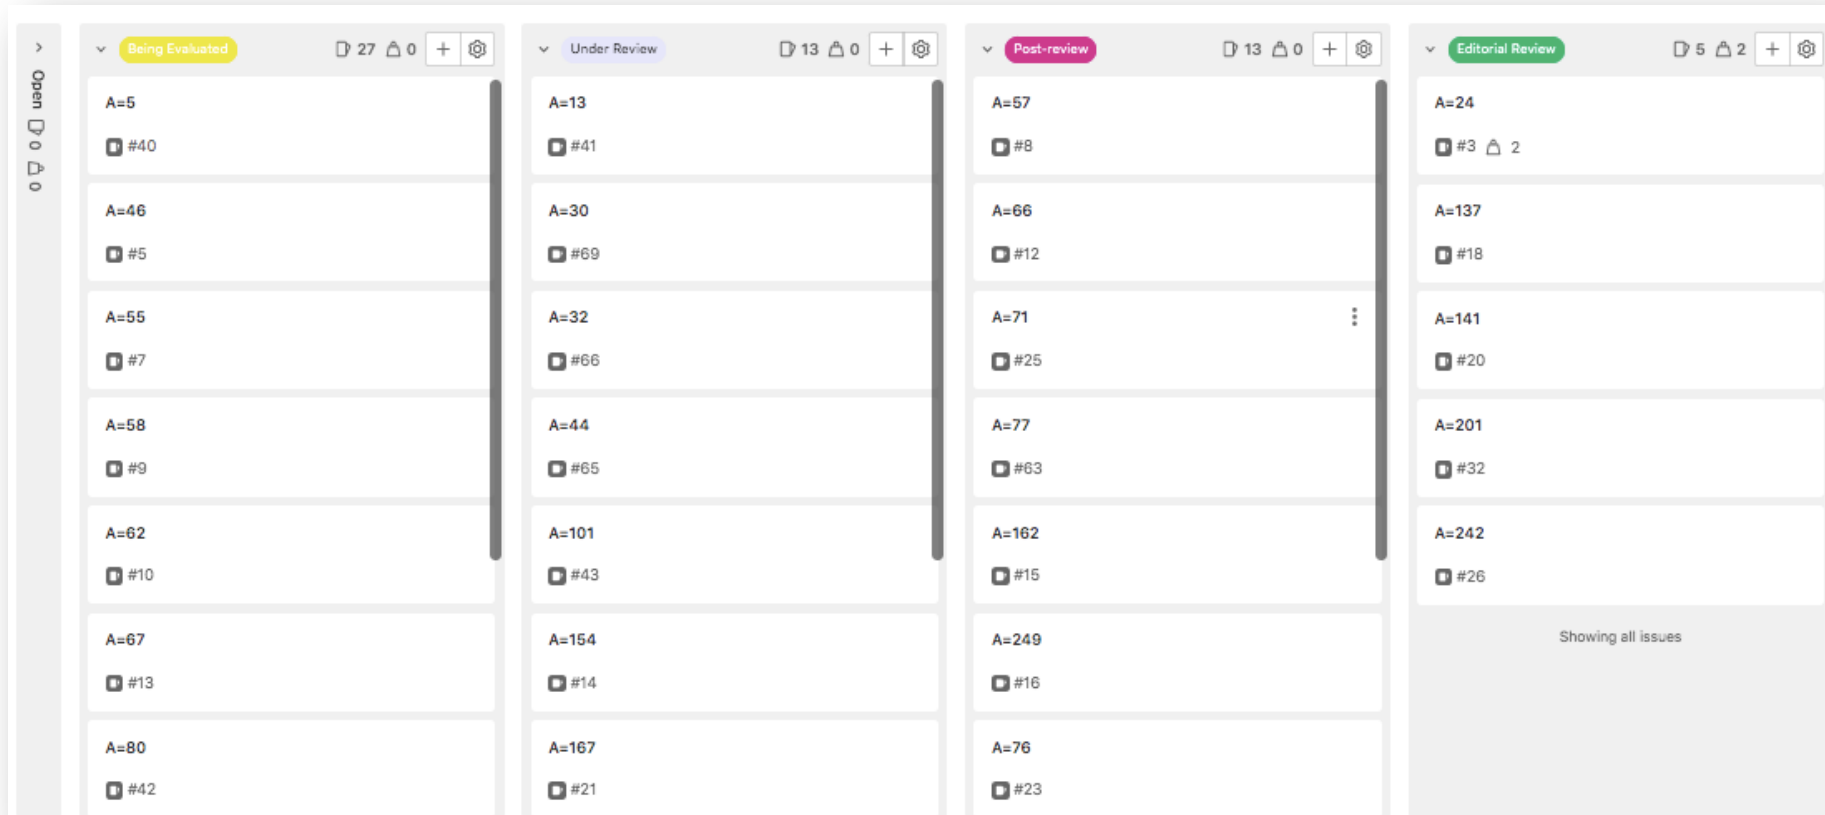 Open 0 0
Being Evaluated 27 0
A=5
#40
A=46
#5
A=55
#7
A=58
#9
A=62
#10
A=67
#13
A=80
#42
Under Review 13 0
A=13
#41
A=30
#69
A=32
#66
A=44
#65
A=101
#43
A=154
#14
A=167
#21
Post-review 13 0
A=57
#8
A=66
#12
A=71
#25
A=77
#63
A=162
#15
A=249
#16
A=76
#23
Editorial Review 5 2
A=24
#3 2
A=137
#18
A=141
#20
A=201
#32
A=242
#26
Showing all issues